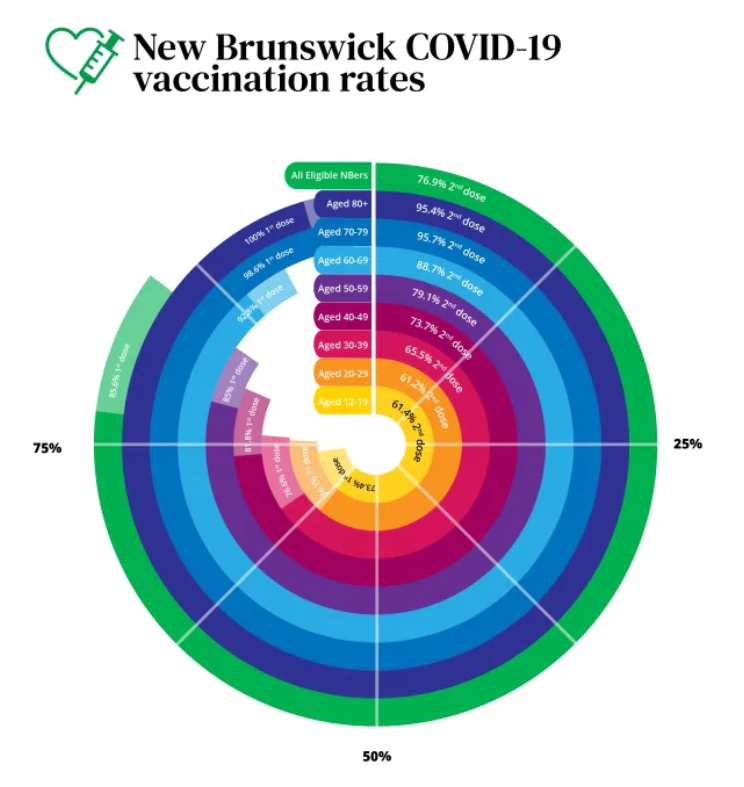 New Brunswick COVID-19
vaccination rates
All Eligible NBers
76.9% 2nd dose
85.6% 1st dose
Aged 80+
95.4% 2nd dose
100% 1st dose
Aged 70-79
95.7% 2nd dose
98.6% 1st dose
Aged 60-69
88.7% 2nd dose
1st dose
Aged 50-59
79.1% 2nd dose
85% 1st dose
Aged 40-49
73.7% 2nd dose
81.8% 1st dose
Aged 30-39
65.5% 2nd dose
76.6% 1st dose
Aged 20-29
61.2% 2nd dose
1st dose
Aged 12-19
61.4% 2nd dose
73.4% 1st dose
75%
25%
50%